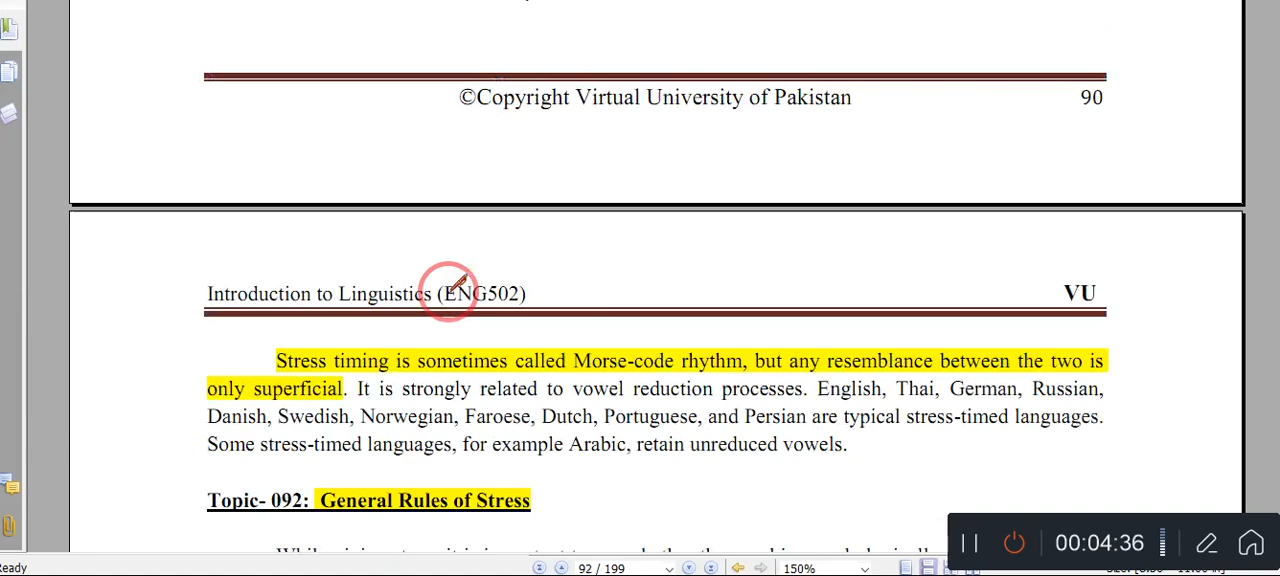 ©Copyright Virtual University of Pakistan 90
Introduction to Linguistics (ENG502) VU
Stress timing is sometimes called Morse-code rhythm, but any resemblance between the two is
only superficial. It is strongly related to vowel reduction processes. English, Thai, German, Russian,
Danish, Swedish, Norwegian, Faroese, Dutch, Portuguese, and Persian are typical stress-timed languages.
Some stress-timed languages, for example Arabic, retain unreduced vowels.
Topic- 092: General Rules of Stress
00:04:36
Ready 92 / 199 150%